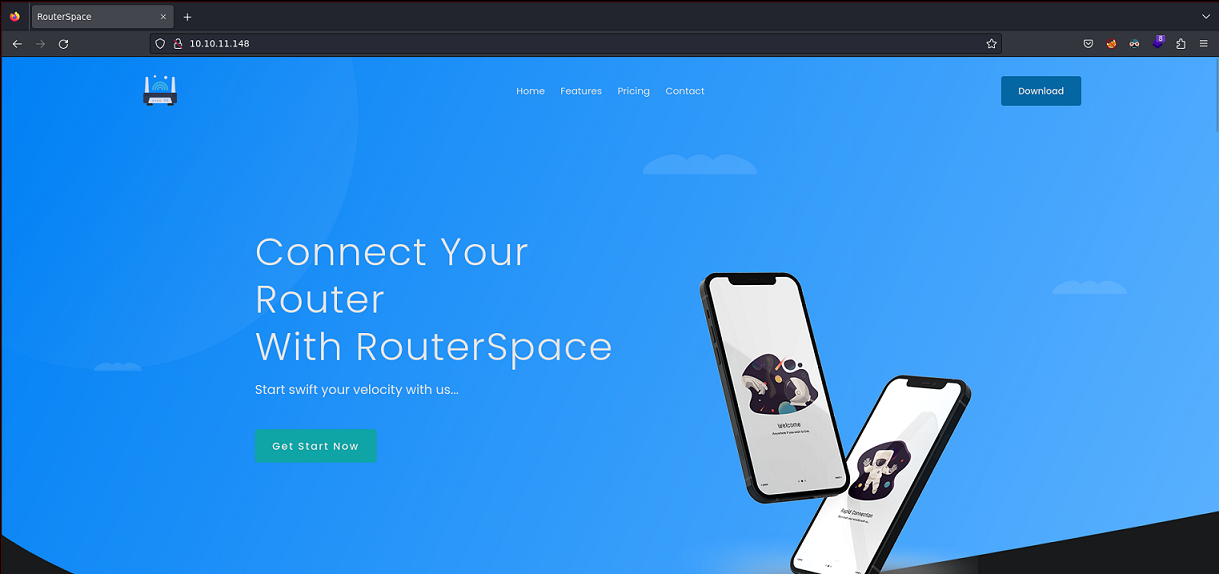 RouterSpace
10.10.11.148
8
Home Features Pricing Contact
Download
Connect Your
Router
With RouterSpace
Start swift your velocity with us...
Get Start Now
Welcome
Rapid Connection